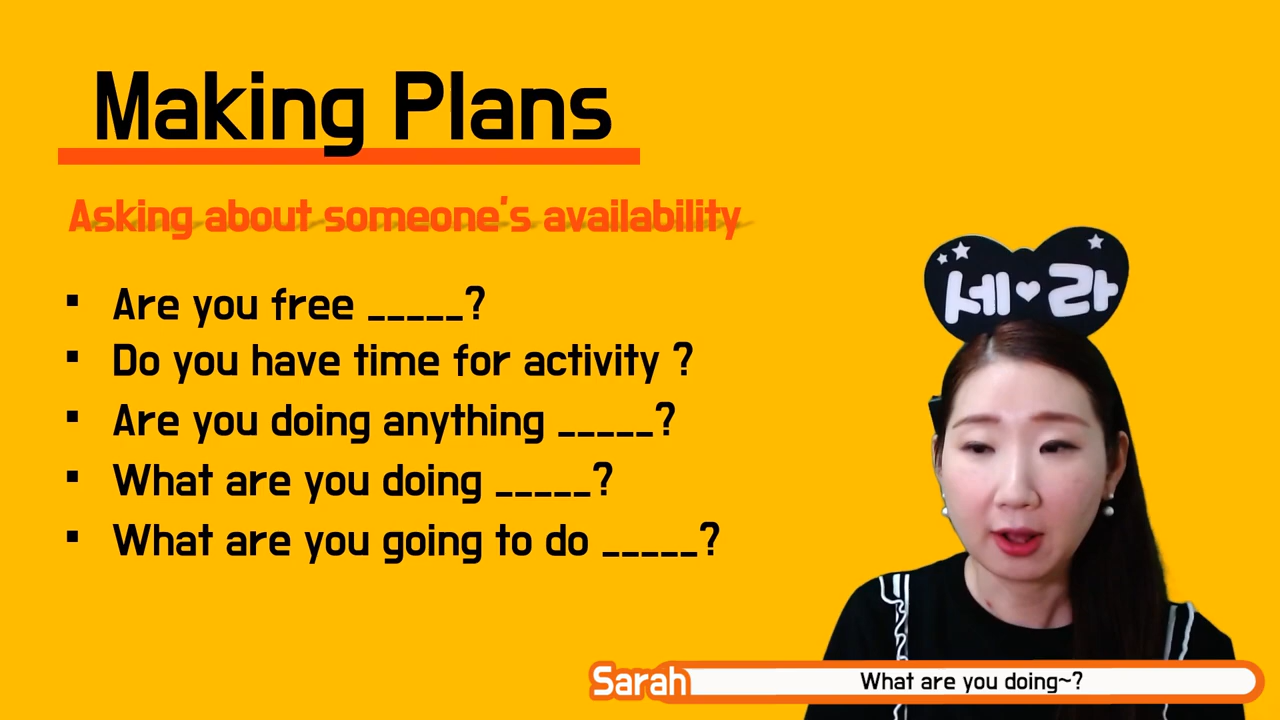 Making Plans
Asking about someone's availability
▪ Are you free _____?
▪ Do you have time for activity ?
▪ Are you doing anything _____?
▪ What are you doing _____?
▪ What are you going to do _____?
세♥라
Sarah What are you doing~?